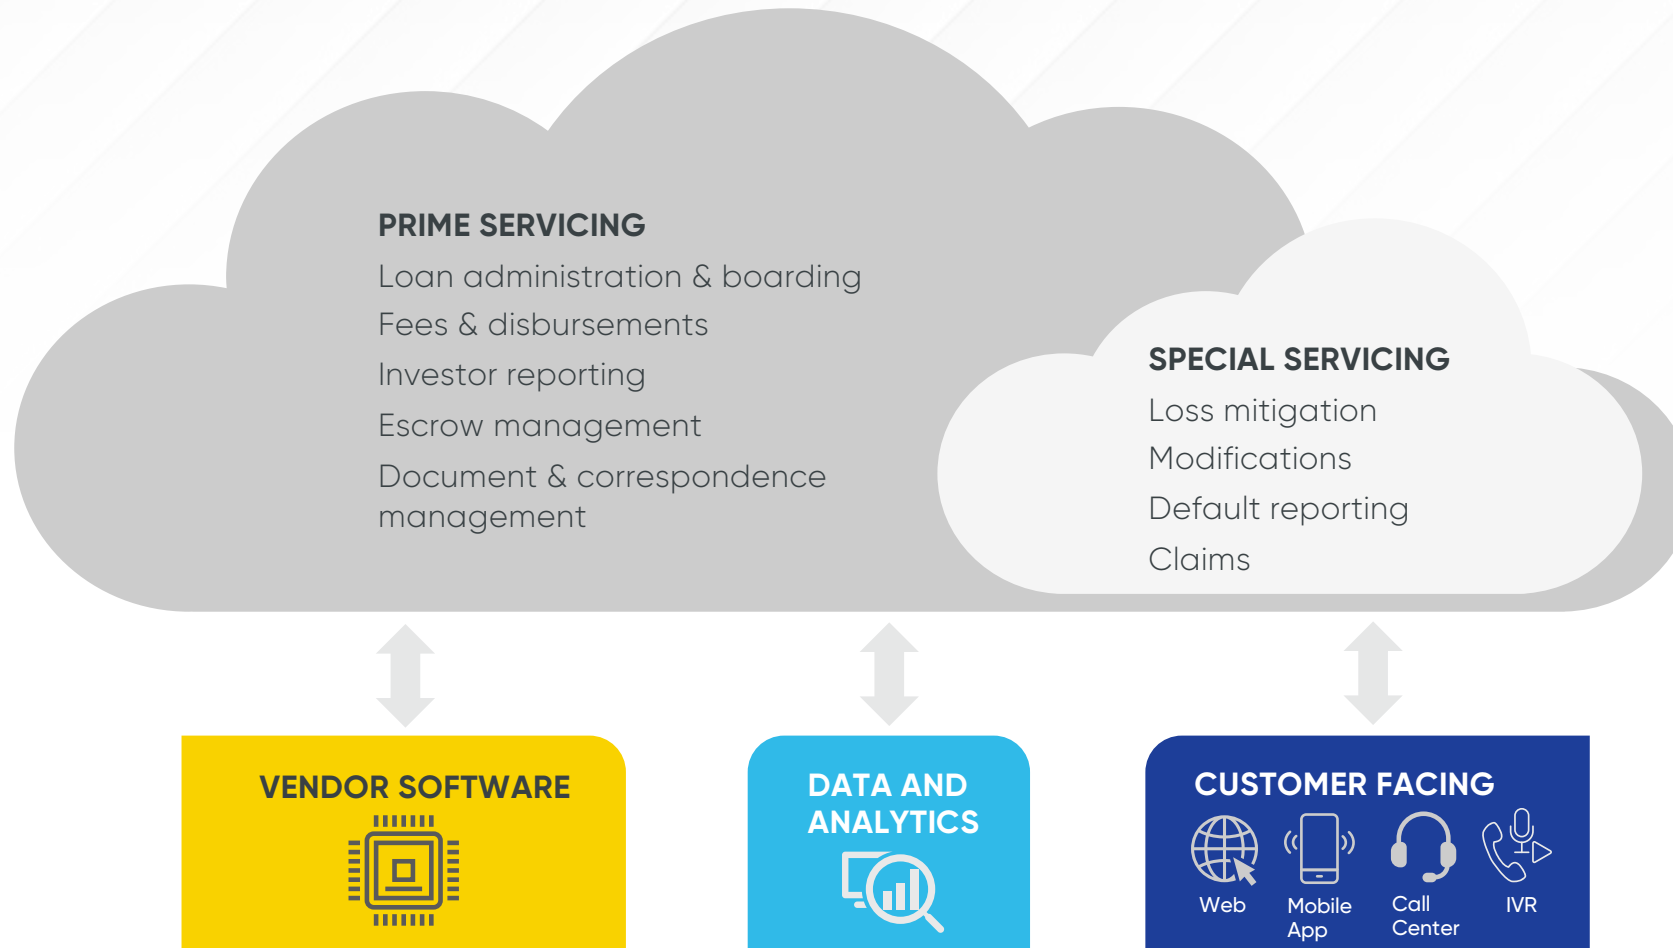 PRIME SERVICING
Loan administration & boarding
Fees & disbursements
Investor reporting
Escrow management
Document & correspondence
management
SPECIAL SERVICING
Loss mitigation
Modifications
Default reporting
Claims
VENDOR SOFTWARE
DATA AND
ANALYTICS
CUSTOMER FACING
Web
Mobile
App
Call
Center
IVR